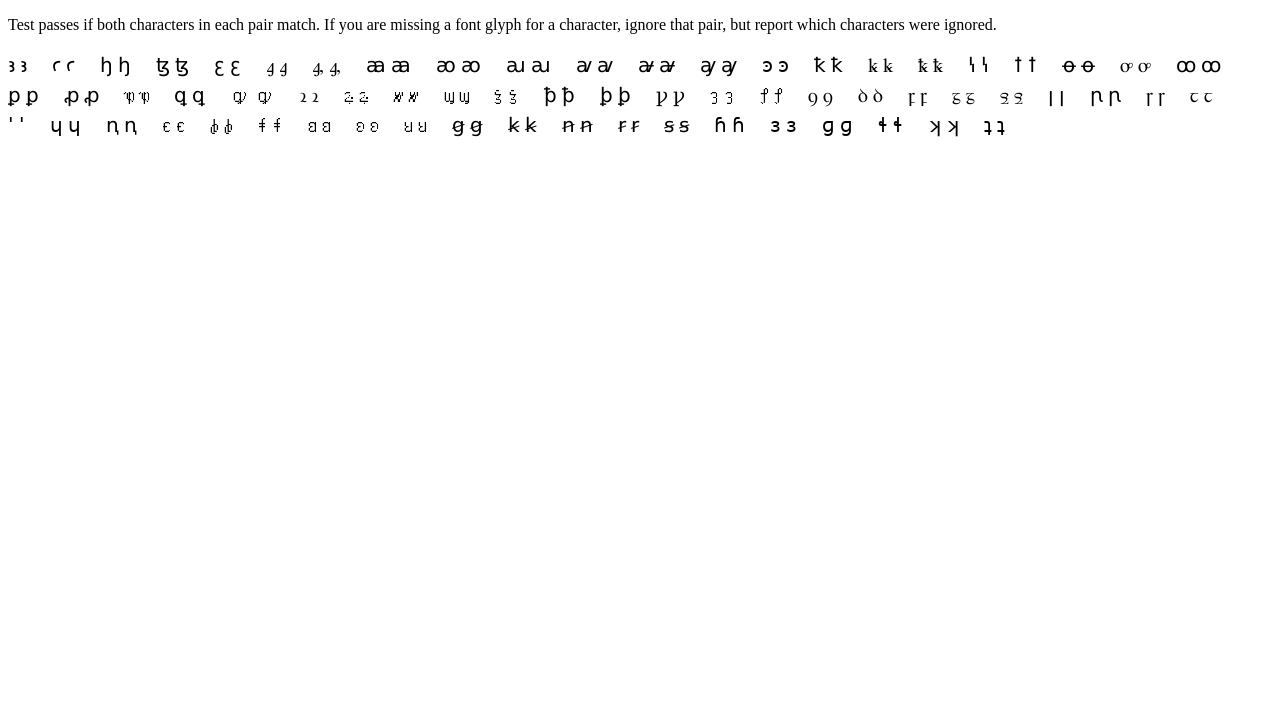 Test passes if both characters in each pair match. If you are missing a font glyph for a character, ignore that pair, but report which characters were ignored.
ꜣꜣ ꜥꜥ ꜧꜧ ꜩꜩ ꜫꜫ ꜭꜭ ꜯꜯ ꜳꜳ ꜵꜵ ꜷꜷ ꜹꜹ ꜻꜻ ꜽꜽ ꜿꜿ ꝁꝁ ꝃꝃ ꝅꝅ ꝇꝇ ꝉꝉ ꝋꝋ ꝍꝍ ꝏꝏ
ꝑꝑ ꝓꝓ ꝕꝕ ꝗꝗ ꝙꝙ ꝛꝛ ꝝꝝ ꝟꝟ ꝡꝡ ꝣꝣ ꝥꝥ ꝧꝧ ꝩꝩ ꝫꝫ ꝭꝭ ꝯꝯ ꝺꝺ ꝼꝼ ᵹᵹ ꝿꝿ ꞁꞁ ꞃꞃ ꞅꞅ ꞇꞇ
ꞌꞌ ɥɥ ꞑꞑ ꞓꞓ ꞗꞗ ꞙꞙ ꞛꞛ ꞝꞝ ꞟꞟ ꞡꞡ ꞣꞣ ꞥꞥ ꞧꞧ ꞩꞩ ɦɦ ɜɜ ɡɡ ɬɬ ʞʞ ʇʇ